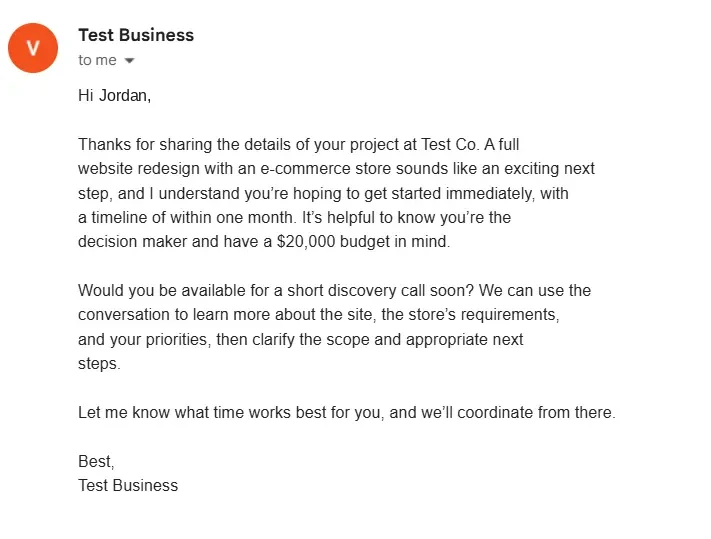 V
Test Business
to me
Hi Jordan,
Thanks for sharing the details of your project at Test Co. A full
website redesign with an e-commerce store sounds like an exciting next
step, and I understand you’re hoping to get started immediately, with
a timeline of within one month. It’s helpful to know you’re the
decision maker and have a $20,000 budget in mind.
Would you be available for a short discovery call soon? We can use the
conversation to learn more about the site, the store’s requirements,
and your priorities, then clarify the scope and appropriate next
steps.
Let me know what time works best for you, and we’ll coordinate from there.
Best,
Test Business